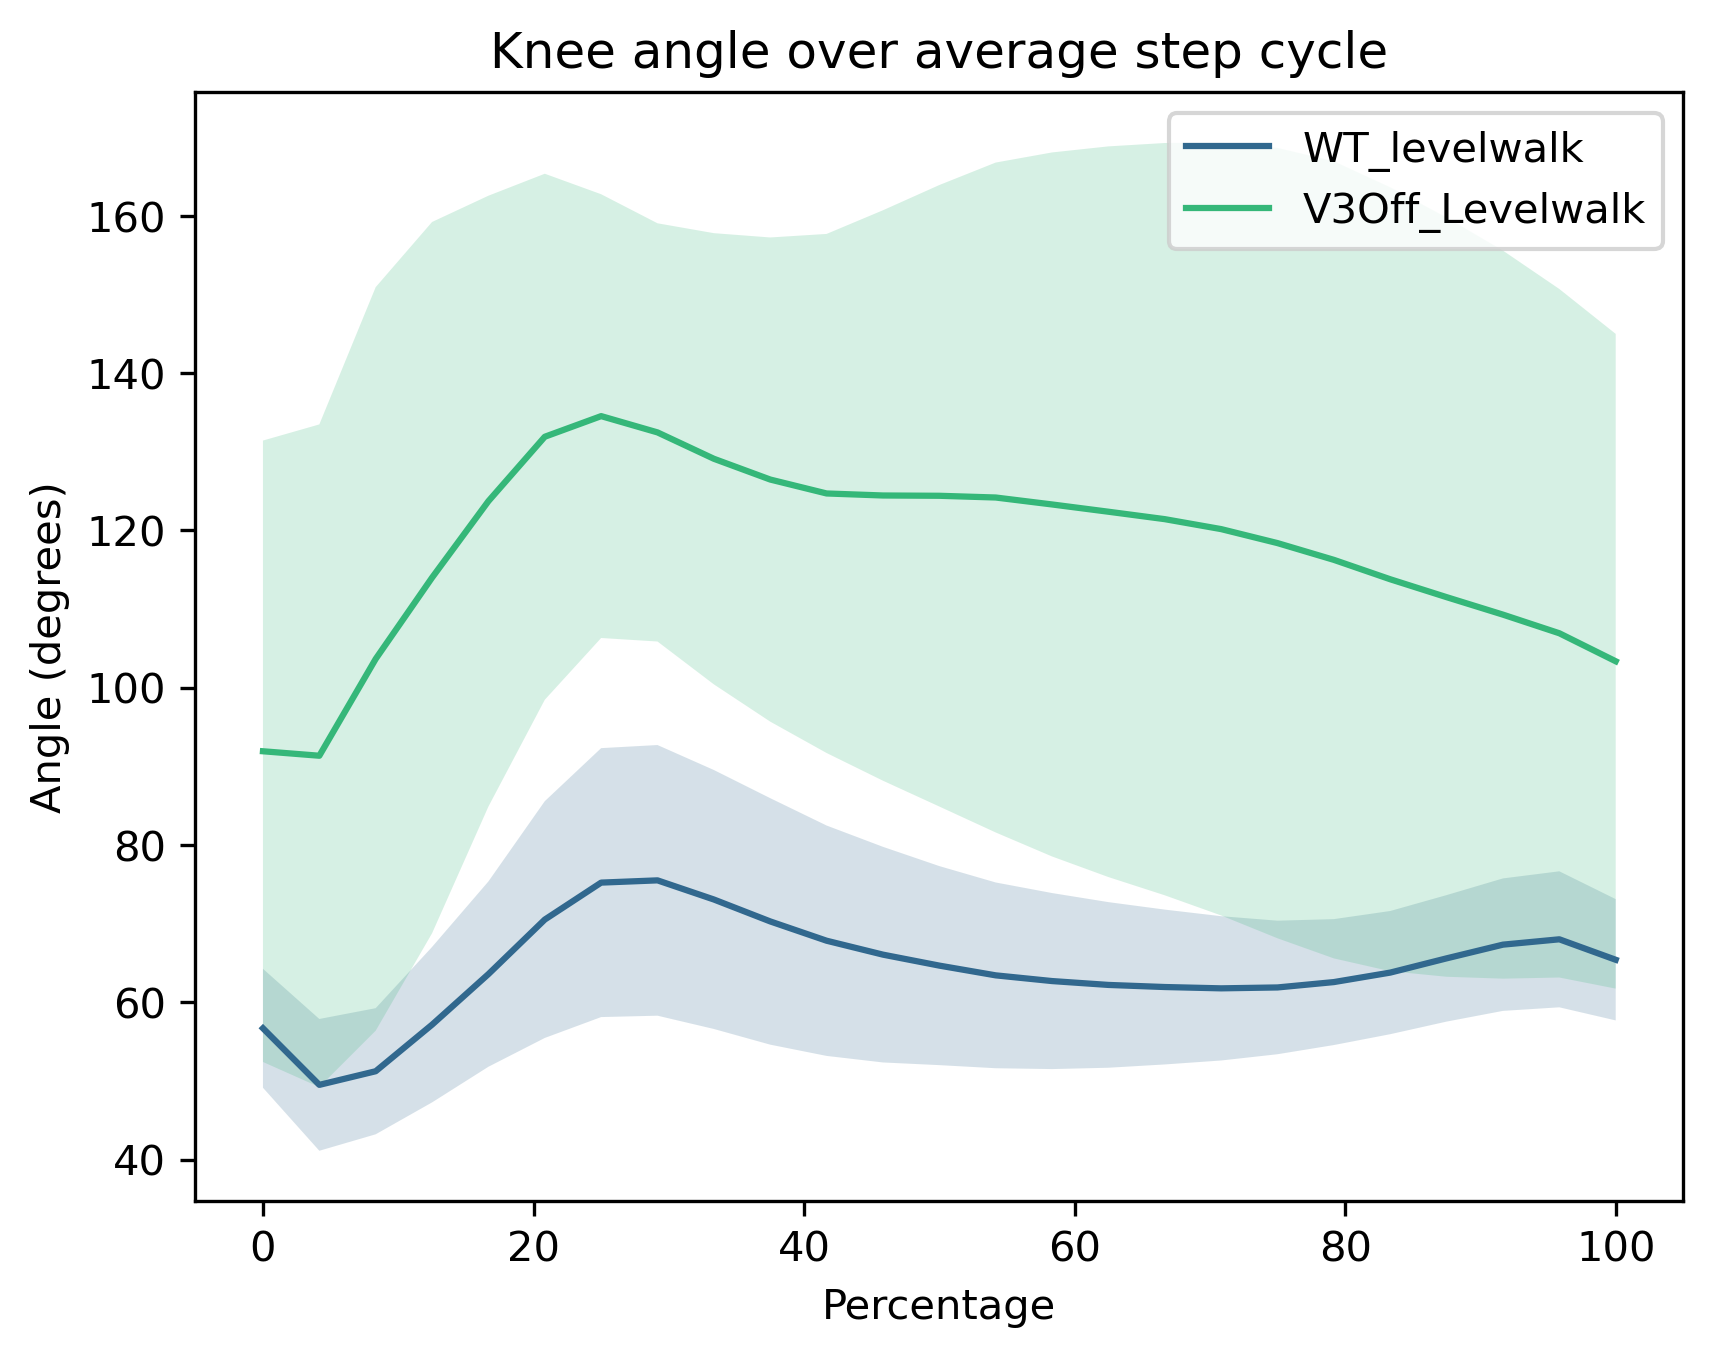 Knee angle over average step cycle
WT_levelwalk
V3Off_Levelwalk
160
140
120
100
80
60
40
Angle (degrees)
0 20 40 60 80 100
Percentage